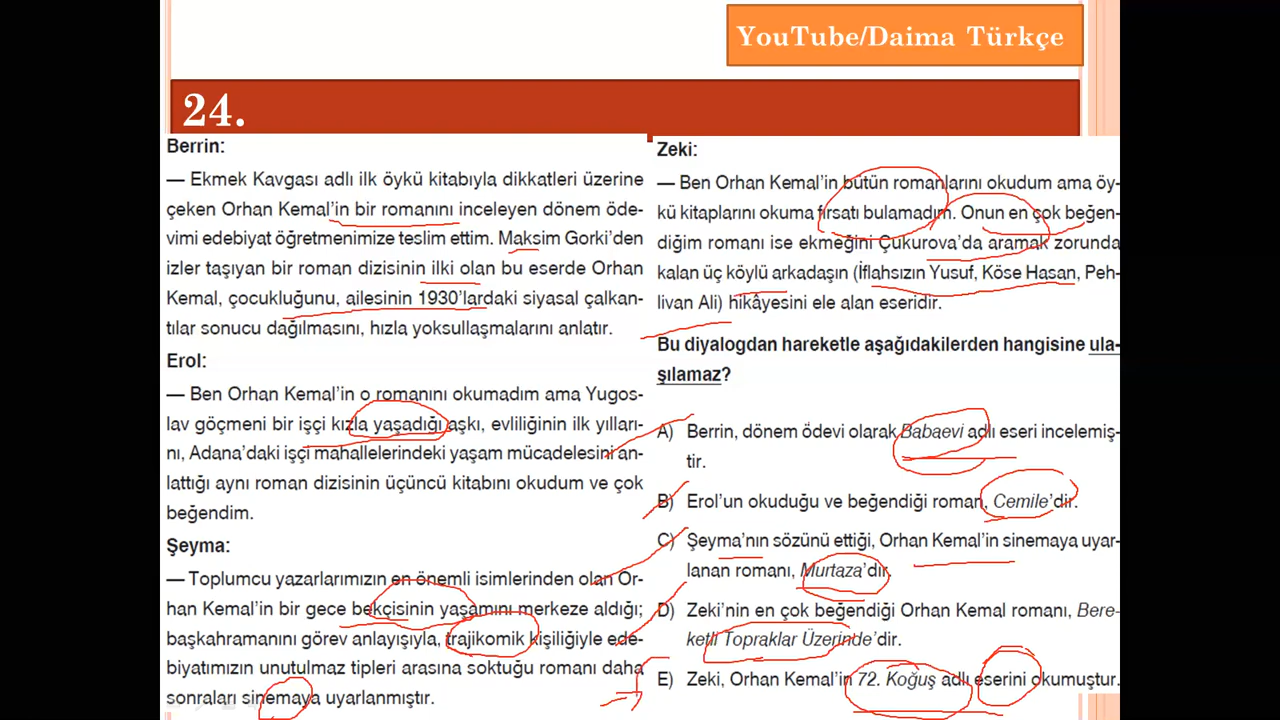 YouTube/Daima Türkçe
24.
Berrin:
— Ekmek Kavgası adlı ilk öykü kitabıyla dikkatleri üzerine
çeken Orhan Kemal’in bir romanını inceleyen dönem öde-
vimi edebiyat öğretmenimize teslim ettim. Maksim Gorki’den
izler taşıyan bir roman dizisinin ilki olan bu eserde Orhan
Kemal, çocukluğunu, ailesinin 1930’lardaki siyasal çalkan-
tılar sonucu dağılmasını, hızla yoksullaşmalarını anlatır.
Erol:
— Ben Orhan Kemal’in o romanını okumadım ama Yugos-
lav göçmeni bir işçi kızla yaşadığı aşkı, evliliğinin ilk yılları-
nı, Adana’daki işçi mahallelerindeki yaşam mücadelesini an-
lattığı aynı roman dizisinin üçüncü kitabını okudum ve çok
beğendim.
Şeyma:
— Toplumcu yazarlarımızın en önemli isimlerinden olan Or-
han Kemal’in bir gece bekçisinin yaşamını merkeze aldığı;
başkahramanını görev anlayışıyla, trajikomik kişiliğiyle ede-
biyatımızın unutulmaz tipleri arasına soktuğu romanı daha
sonraları sinemaya uyarlanmıştır.
Zeki:
— Ben Orhan Kemal’in bütün romanlarını okudum ama öy-
kü kitaplarını okuma fırsatı bulamadım. Onun en çok beğen-
diğim romanı ise ekmeğini Çukurova’da aramak zorunda
kalan üç köylü arkadaşın (İflahsızın Yusuf, Köse Hasan, Peh-
livan Ali) hikâyesini ele alan eseridir.
Bu diyalogdan hareketle aşağıdakilerden hangisine ula-
şılamaz?
A) Berrin, dönem ödevi olarak Babaevi adlı eseri incelemiş-
tir.
B) Erol’un okuduğu ve beğendiği roman, Cemile’dir.
C) Şeyma’nın sözünü ettiği, Orhan Kemal’in sinemaya uyar-
lanan romanı, Murtaza’dır.
D) Zeki’nin en çok beğendiği Orhan Kemal romanı, Bere-
ketli Topraklar Üzerinde’dir.
E) Zeki, Orhan Kemal’in 72. Koğuş adlı eserini okumuştur.